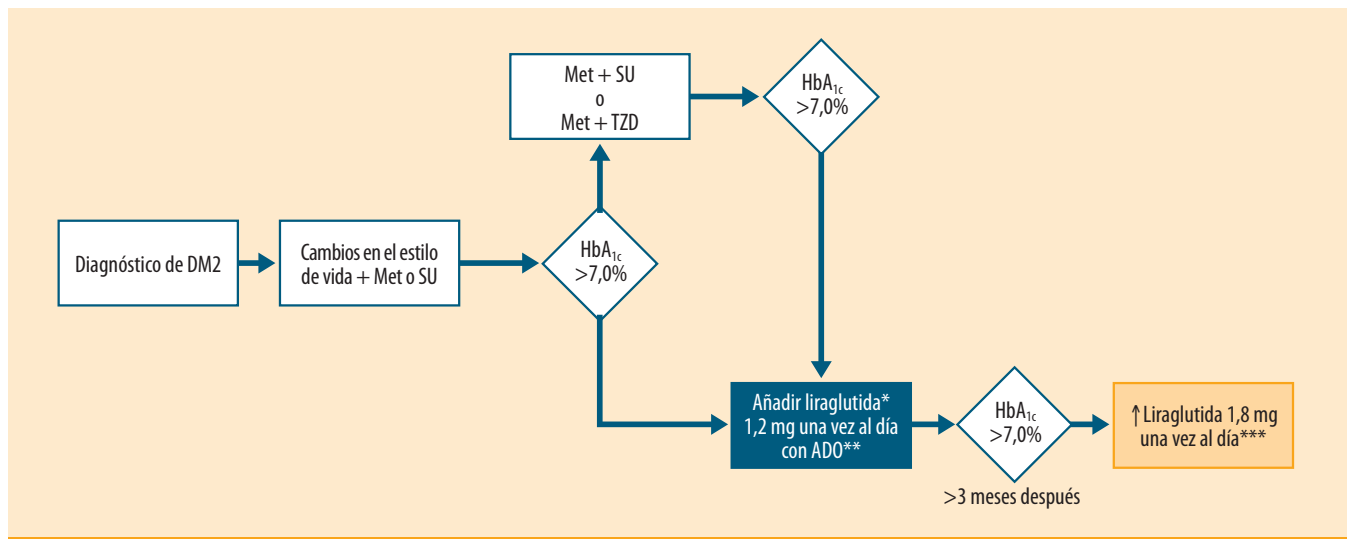 Diagnóstico de DM2
Cambios en el estilo
de vida + Met o SU
HbA1c
>7,0%
Met + SU
o
Met + TZD
HbA1c
>7,0%
Añadir liraglutida*
1,2 mg una vez al día
con ADO**
HbA1c
>7,0%
>3 meses después
↑Liraglutida 1,8 mg
una vez al día***